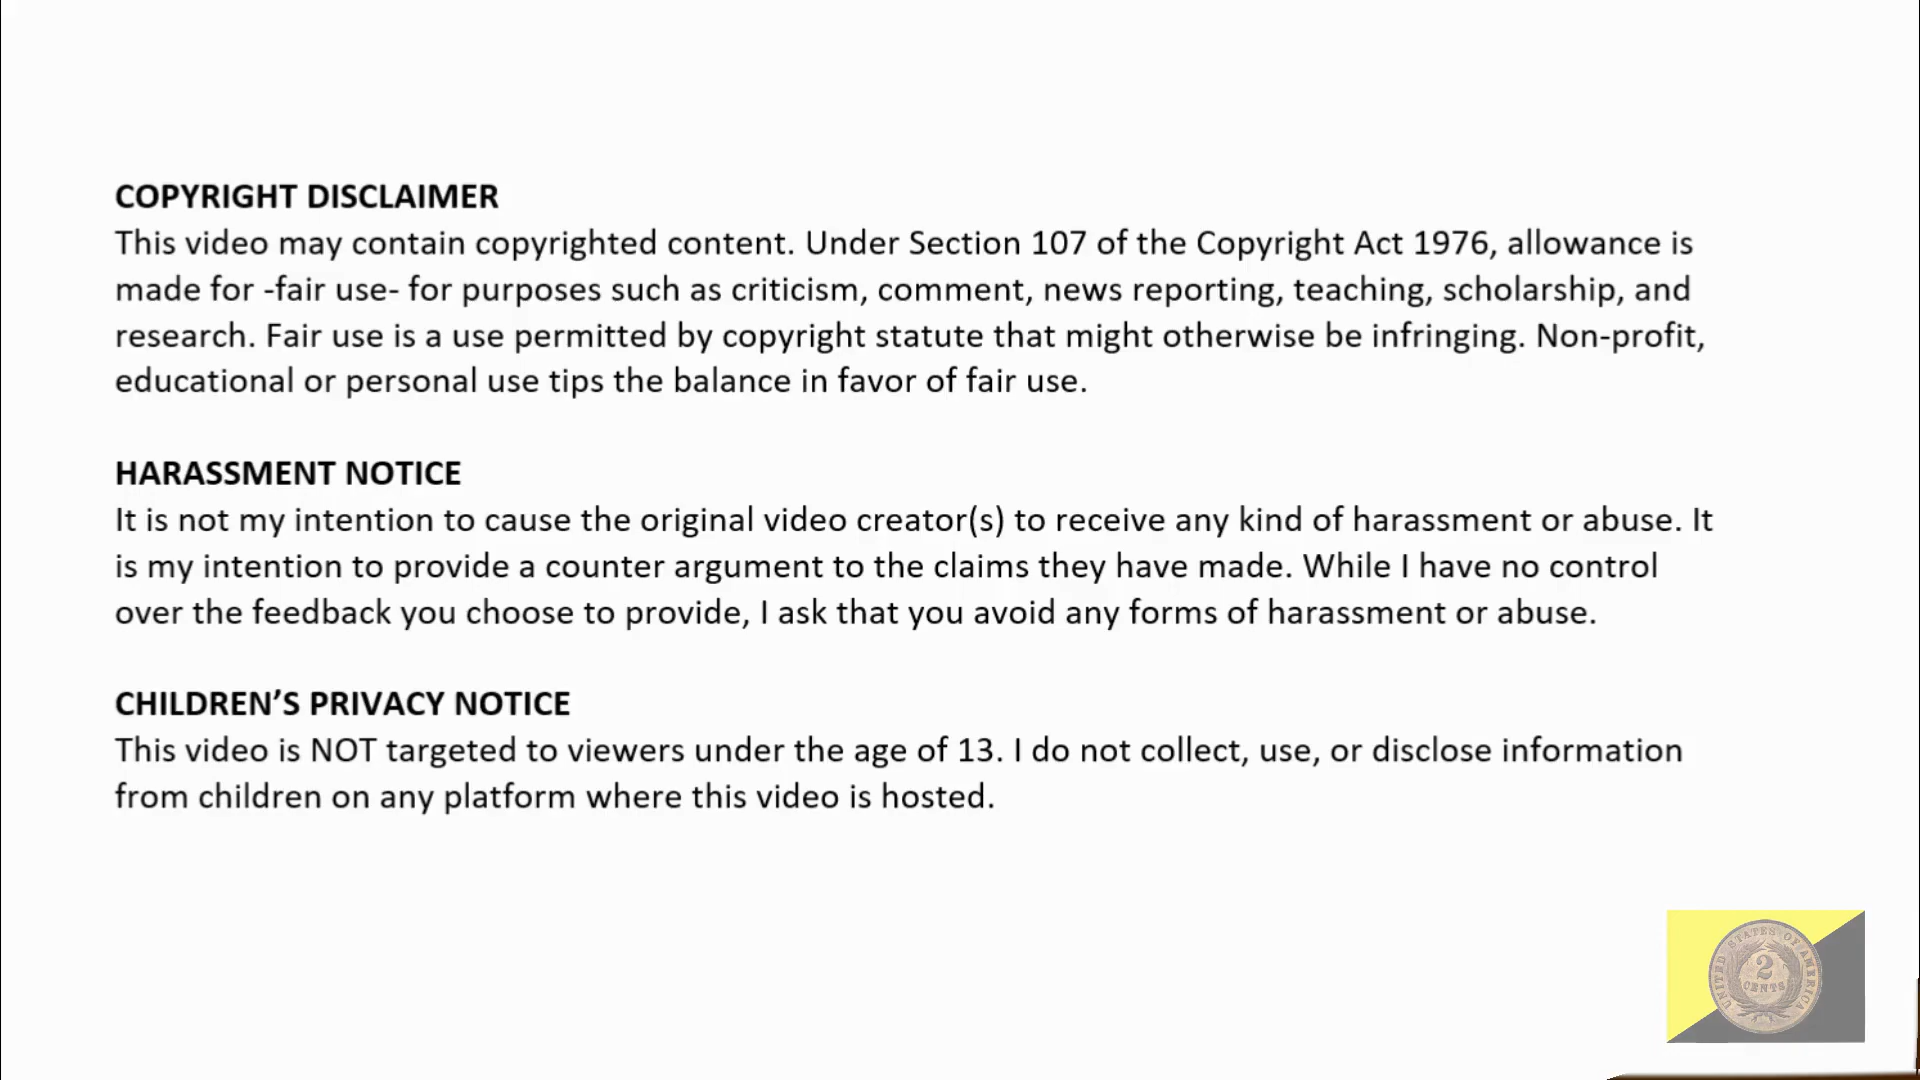 COPYRIGHT DISCLAIMER
This video may contain copyrighted content. Under Section 107 of the Copyright Act 1976, allowance is
made for -fair use- for purposes such as criticism, comment, news reporting, teaching, scholarship, and
research. Fair use is a use permitted by copyright statute that might otherwise be infringing. Non-profit,
educational or personal use tips the balance in favor of fair use.
HARASSMENT NOTICE
It is not my intention to cause the original video creator(s) to receive any kind of harassment or abuse. It
is my intention to provide a counter argument to the claims they have made. While I have no control
over the feedback you choose to provide, I ask that you avoid any forms of harassment or abuse.
CHILDREN’S PRIVACY NOTICE
This video is NOT targeted to viewers under the age of 13. I do not collect, use, or disclose information
from children on any platform where this video is hosted.
UNITED STATES OF AMERICA
2
CENTS